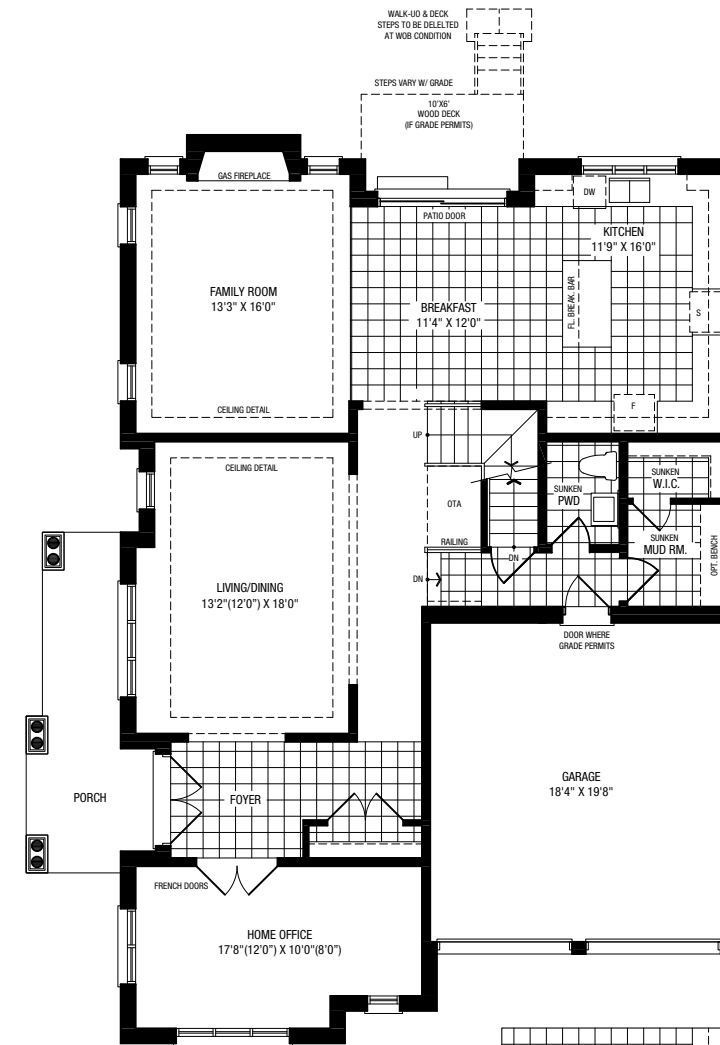 WALK-UO & DECK
STEPS TO BE DELELTED
AT WOB CONDITION
STEPS VARY W/ GRADE
10'X6'
WOOD DECK
(IF GRADE PERMITS)
GAS FIREPLACE
DW
PATIO DOOR
KITCHEN
11'9" X 16'0"
FAMILY ROOM
13'3" X 16'0"
BREAKFAST
11'4" X 12'0"
FL. BREAK. BAR
S
CEILING DETAIL
F
UP
CEILING DETAIL
SUNKEN
W.I.C.
SUNKEN
PWD
OTA
RAILING
SUNKEN
MUD RM.
OPT. BENCH
DN
DN
LIVING/DINING
13'2"(12'0") X 18'0"
DOOR WHERE
GRADE PERMITS
GARAGE
18'4" X 19'8"
PORCH
FOYER
FRENCH DOORS
HOME OFFICE
17'8"(12'0") X 10'0"(8'0")